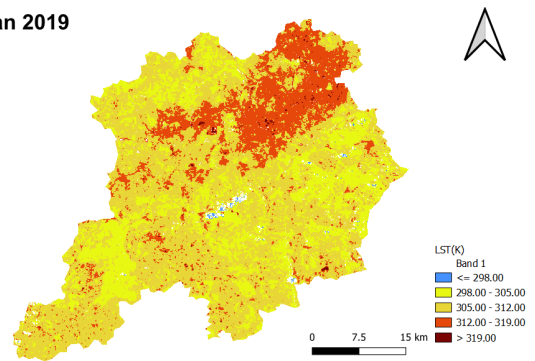 an 2019
LST(K)
Band 1
<= 298.00
298.00 - 305.00
305.00 - 312.00
312.00 - 319.00
> 319.00
0 7.5 15 km